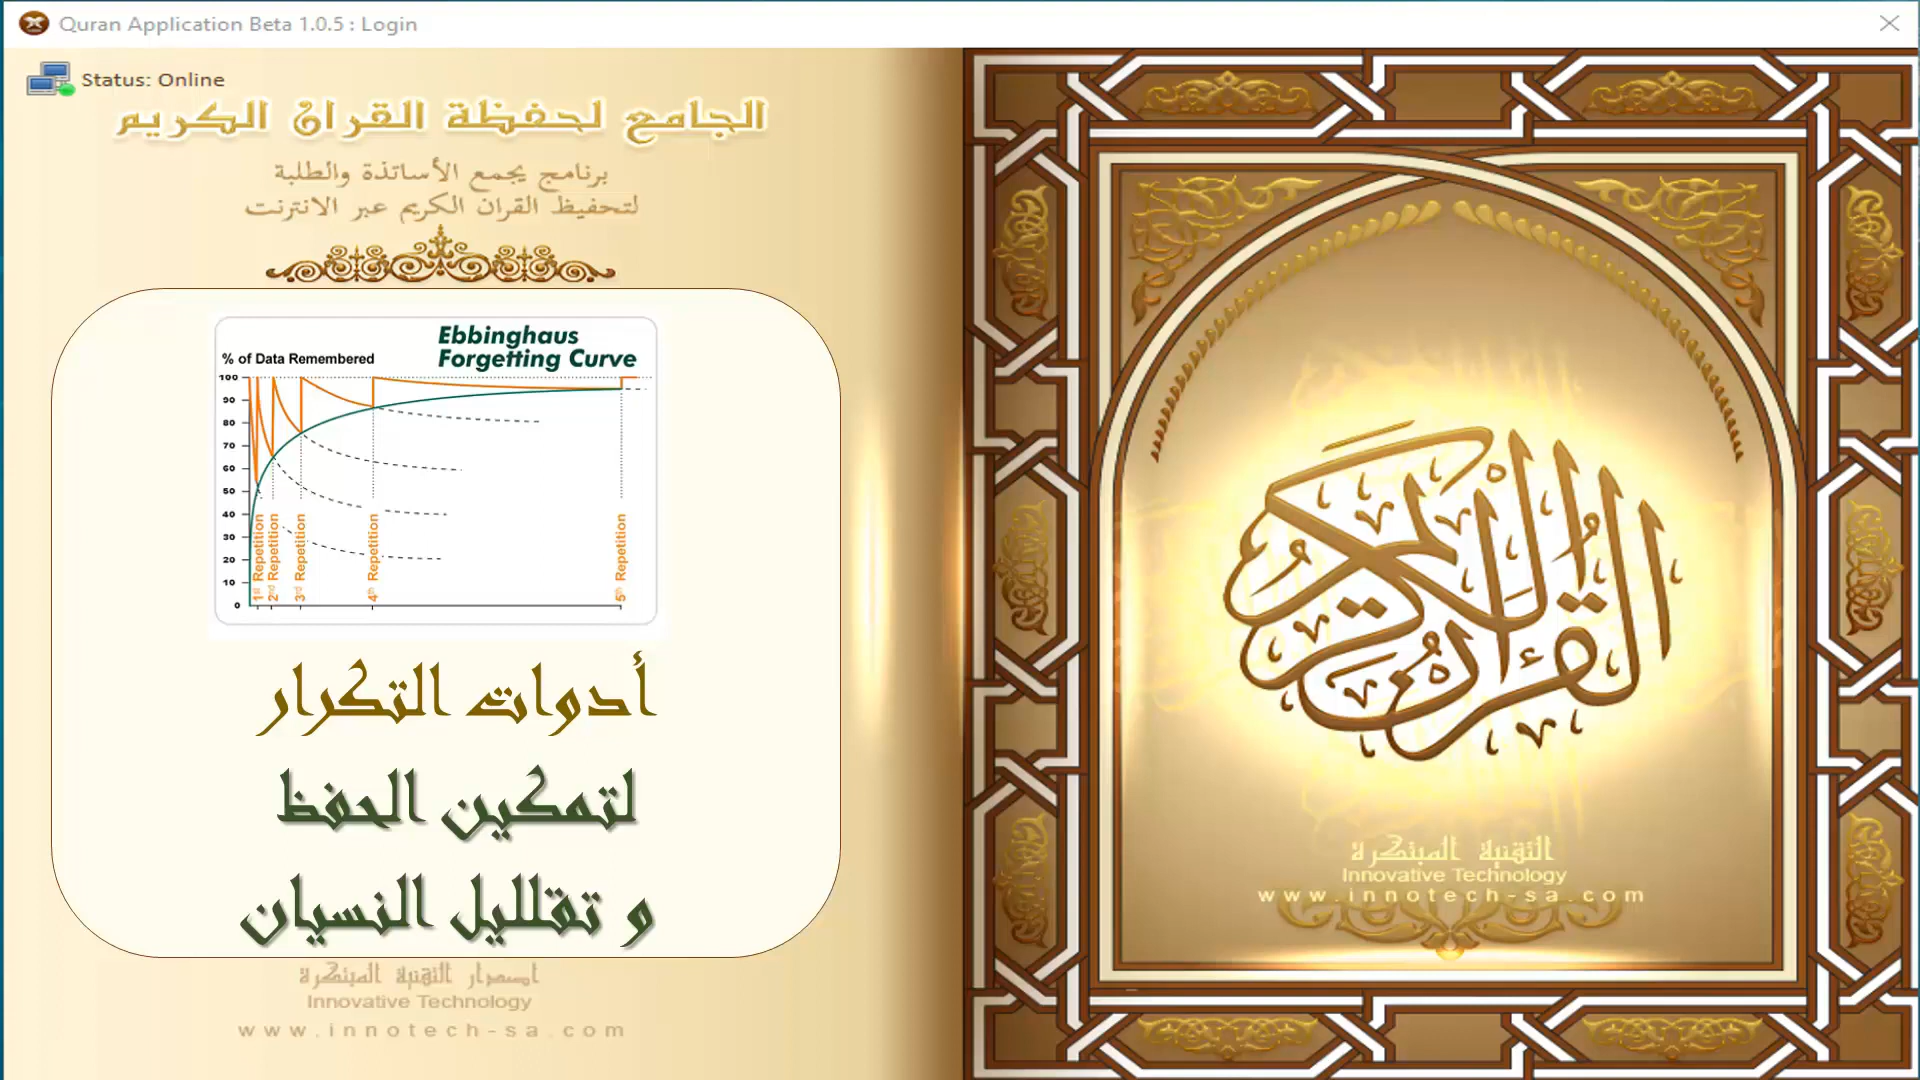 Quran Application Beta 1.0.5 : Login
Status: Online
الجامع لحفظة القران الكريم
برنامج يجمع الأساتذة والطلبة
لتحفيظ القران الكريم عبر الانترنت
Ebbinghaus
Forgetting Curve
% of Data Remembered
100
90
80
70
60
50
40
30
20
10
0
1st Repetition
2nd Repetition
3rd Repetition
4th Repetition
5th Repetition
أدوات التكرار
لتمكين الحفظ
و تقلليل النسيان
اصدار التقنية المبتكرة
Innovative Technology
www.innotech-sa.com
القرآن الكريم
التقنية المبتكرة
Innovative Technology
www.innotech-sa.com